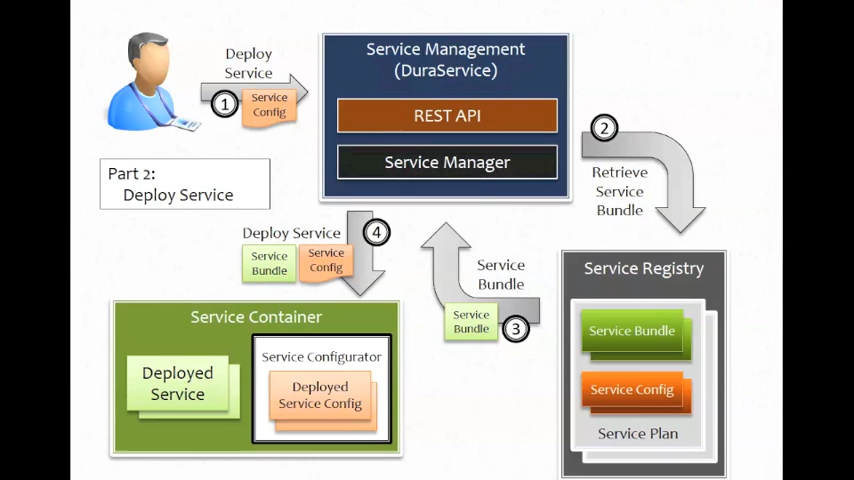 Deploy
Service
1
Service
Config
Service Management
(DuraService)
REST API
Service Manager
2
Retrieve
Service
Bundle
Part 2:
Deploy Service
Deploy Service
4
Service
Bundle
Service
Config
Service
Bundle
Service
Bundle
3
Service Registry
Service Bundle
Service Config
Service Plan
Service Container
Deployed
Service
Service Configurator
Deployed
Service Config